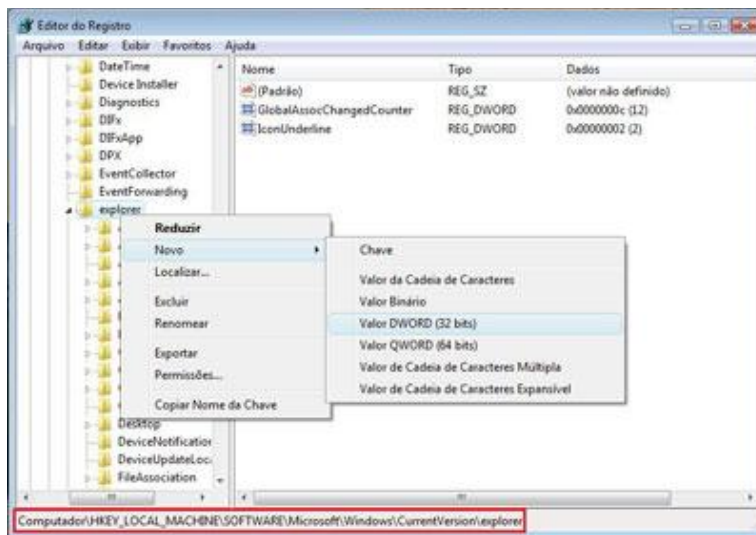 Editor do Registro
Arquivo Editar Exibir Favoritos Ajuda
DateTime
Device Installer
Diagnostics
DIFx
DIFxApp
DPX
EventCollector
EventForwarding
explorer
Desktop
DeviceNotification
DeviceUpdateLoc
FileAssociation
Nome Tipo Dados
(Padrão) REG_SZ (valor não definido)
GlobalAssocChangedCounter REG_DWORD 0x0000000c (12)
IconUnderline REG_DWORD 0x00000002 (2)
Reduzir
Novo
Localizar...
Excluir
Renomear
Exportar
Permissões...
Copiar Nome da Chave
Chave
Valor da Cadeia de Caracteres
Valor Binário
Valor DWORD (32 bits)
Valor QWORD (64 bits)
Valor de Cadeia de Caracteres Múltipla
Valor de Cadeia de Caracteres Expansível
Computador\HKEY_LOCAL_MACHINE\SOFTWARE\Microsoft\Windows\CurrentVersion\explorer